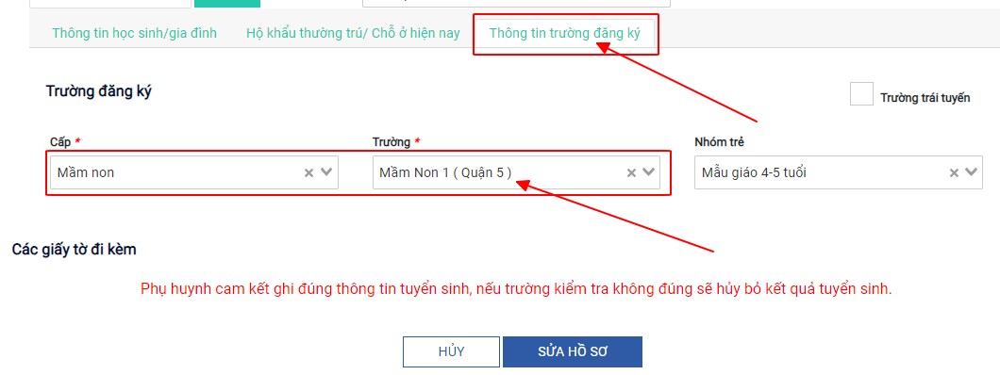 Thông tin học sinh/gia đình Hộ khẩu thường trú/ Chỗ ở hiện nay Thông tin trường đăng ký
Trường đăng ký Trường trái tuyến
Cấp * Trường * Nhóm trẻ
Mầm non Mầm Non 1 ( Quận 5 ) Mẫu giáo 4-5 tuổi
Các giấy tờ đi kèm
Phụ huynh cam kết ghi đúng thông tin tuyển sinh, nếu trường kiểm tra không đúng sẽ hủy bỏ kết quả tuyển sinh.
HỦY SỬA HỒ SƠ